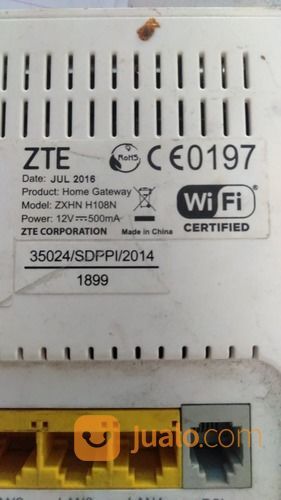 ZTE RoHS CE0197
Date: JUL 2016
Product: Home Gateway
Model: ZXHN H108N
Power: 12V⎓500mA
ZTE CORPORATION Made in China
Wi Fi
CERTIFIED
35024/SDPPI/2014
1899
jualo.com